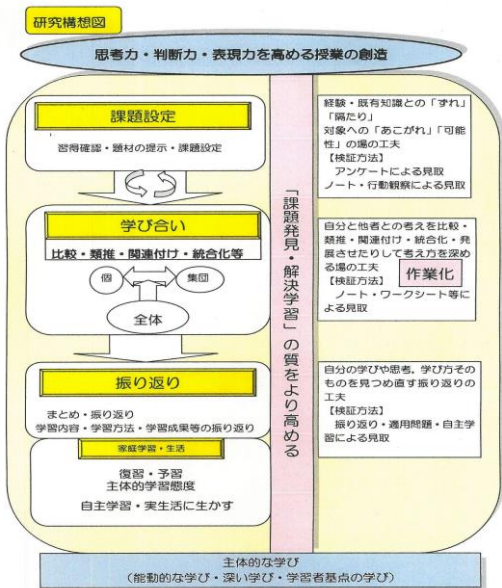 研究構想図
思考力・判断力・表現力を高める授業の創造
課題設定
習得確認・題材の提示・課題設定
学び合い
比較・類推・関連付け・統合化等
個
集団
全体
振り返り
まとめ・振り返り
学習内容・学習方法・学習成果等の振り返り
家庭学習・生活
復習・予習
主体的学習態度
自主学習・実生活に生かす
「課題発見・解決学習」の質をより高める
経験・既有知識との「ずれ」
「隔たり」
対象への「あこがれ」「可能
性」の場の工夫
【検証方法】
アンケートによる見取
ノート・行動観察による見取
自分と他者との考えを比較・
類推・関連付け・統合化・発
展させたりして考え方を深め
る場の工夫
作業化
【検証方法】
ノート・ワークシート等に
よる見取
自分の学びや思考，学び方その
ものを見つめ直す振り返りの
工夫
【検証方法】
振り返り・適用問題・自主学
習による見取
主体的な学び
（能動的な学び・深い学び・学習者基点の学び）